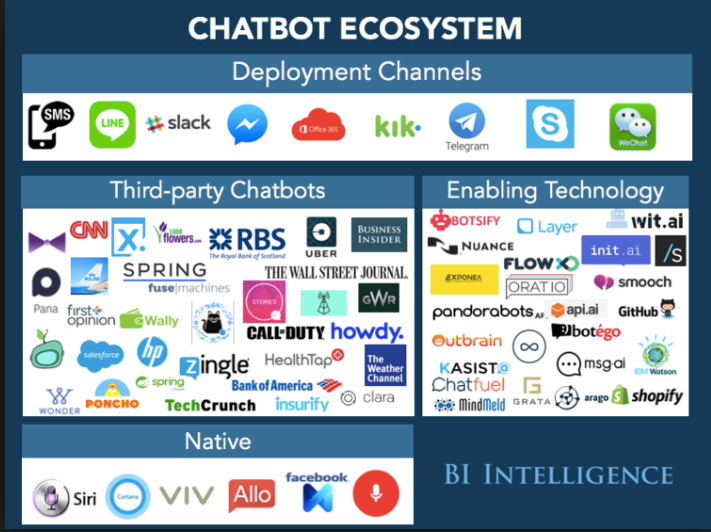 CHATBOT ECOSYSTEM
Deployment Channels
SMS
LINE
slack
Office 365
kik
Telegram
S
WeChat
Third-party Chatbots
CNN
X.
1800
flowers.com
RBS
The Royal Bank of Scotland
UBER
BUSINESS
INSIDER
Pana
SPRING
fuse|machines
THE WALL STREET JOURNAL.
STORIES
GWR
first+
opinion
Wally
CALL OF DUTY
howdy.
salesforce
hp
Zingle
HealthTap
The
Weather
Channel
WONDER
PONCHO
spring
Bank of America
clara
TechCrunch
insurify
Enabling Technology
BOTSIFY
Layer
wit.ai
NUANCE
init.ai
/S
FLOW XO
EXPONEA
ORATIO
smooch
pandorabots
api.ai
GitHub
Outbrain
botégo
KASIST@
msg.ai
IBM Watson
Chatfuel
GRATA
arago
shopify
MindMeld
Native
Siri
Cortana
VIV
Allo
facebook
BI INTELLIGENCE